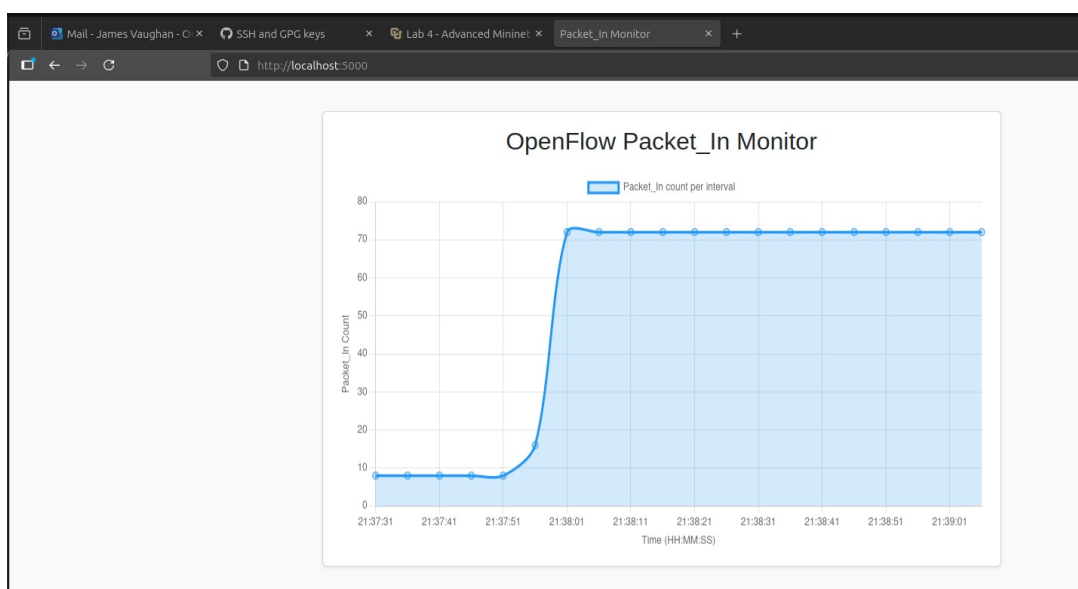 Mail - James Vaughan - O
SSH and GPG keys
Lab 4 - Advanced Mininet
Packet_In Monitor
http://localhost:5000
OpenFlow Packet_In Monitor
Packet_In count per interval
80
70
60
50
40
30
20
10
0
Packet_In Count
21:37:31 21:37:41 21:37:51 21:38:01 21:38:11 21:38:21 21:38:31 21:38:41 21:38:51 21:39:01
Time (HH:MM:SS)